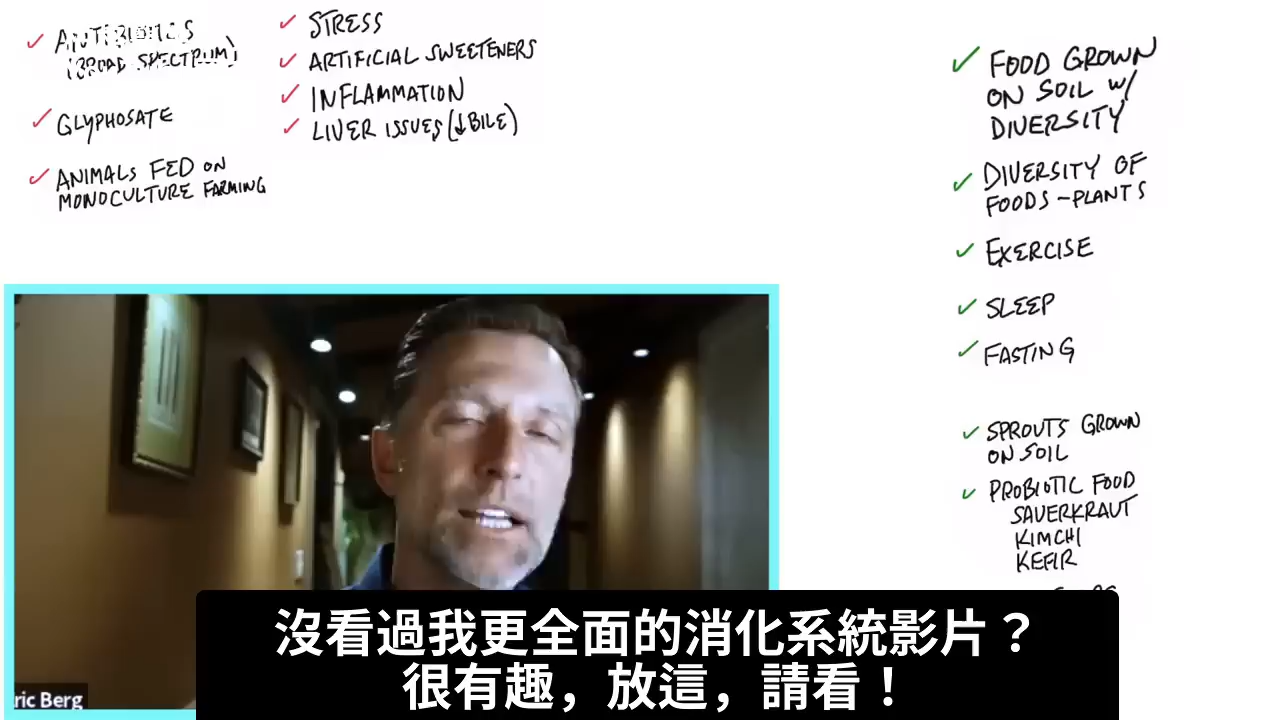 ANTIBIOTICS
(BROAD SPECTRUM)
GLYPHOSATE
ANIMALS FED ON
MONOCULTURE FARMING
STRESS
ARTIFICIAL SWEETENERS
INFLAMMATION
LIVER ISSUES (↓BILE)
FOOD GROWN
ON SOIL W/
DIVERSITY
DIVERSITY OF
FOODS - PLANTS
EXERCISE
SLEEP
FASTING
SPROUTS GROWN
ON SOIL
PROBIOTIC FOOD
SAUERKRAUT
KIMCHI
KEFIR
ric Berg
沒看過我更全面的消化系統影片？
很有趣，放這，請看！